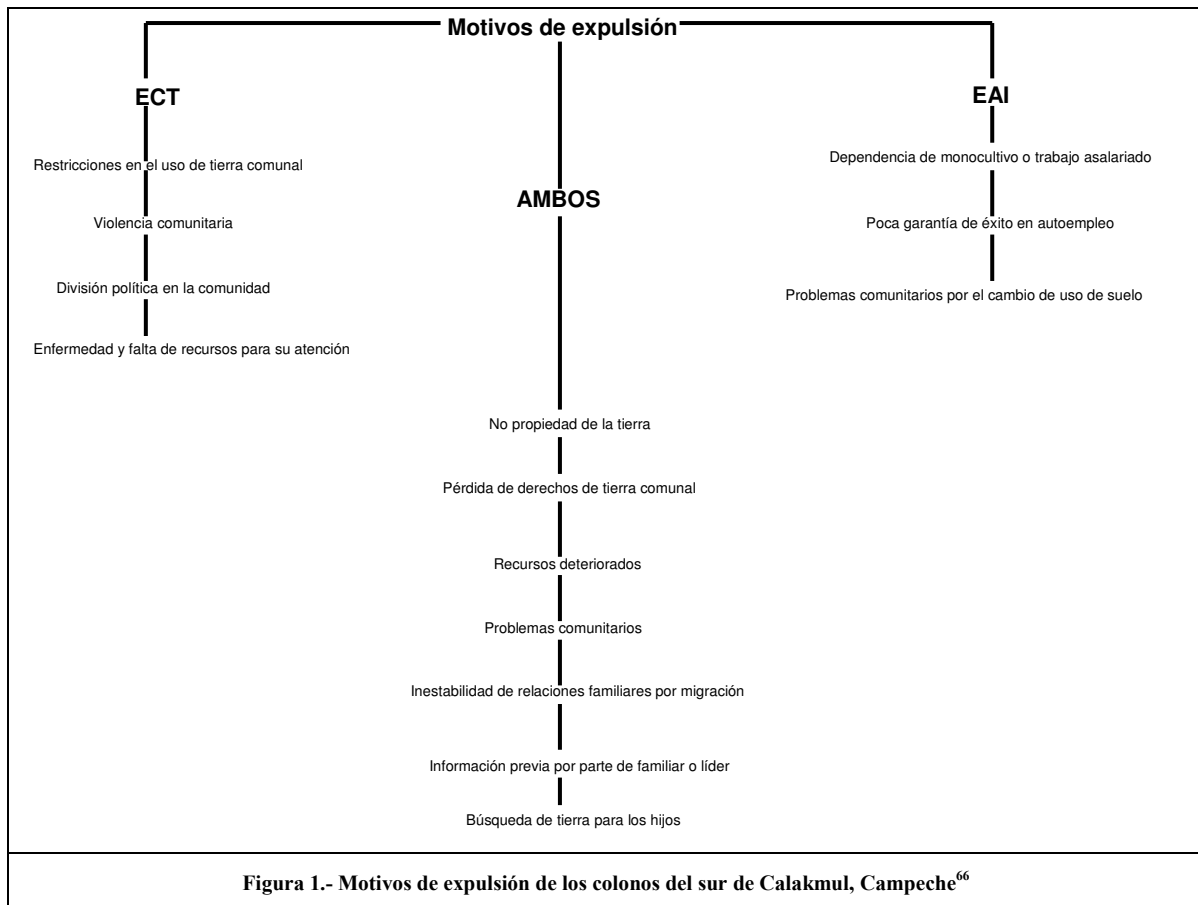 Motivos de expulsión
ECT
Restricciones en el uso de tierra comunal
Violencia comunitaria
División política en la comunidad
Enfermedad y falta de recursos para su atención
AMBOS
No propiedad de la tierra
Pérdida de derechos de tierra comunal
Recursos deteriorados
Problemas comunitarios
Inestabilidad de relaciones familiares por migración
Información previa por parte de familiar o líder
Búsqueda de tierra para los hijos
EAI
Dependencia de monocultivo o trabajo asalariado
Poca garantía de éxito en autoempleo
Problemas comunitarios por el cambio de uso de suelo
Figura 1.- Motivos de expulsión de los colonos del sur de Calakmul, Campeche66